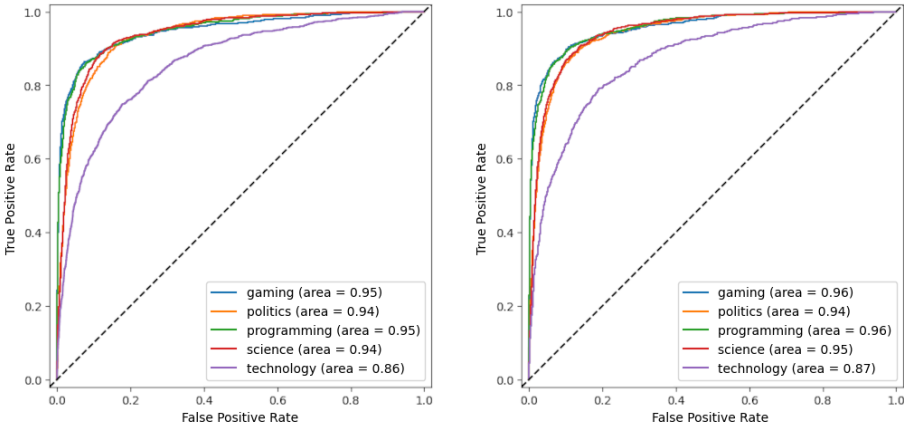 1.0
0.8
0.6
0.4
0.2
0.0
True Positive Rate
gaming (area = 0.95)
politics (area = 0.94)
programming (area = 0.95)
science (area = 0.94)
technology (area = 0.86)
0.0 0.2 0.4 0.6 0.8 1.0
False Positive Rate
1.0
0.8
0.6
0.4
0.2
0.0
True Positive Rate
gaming (area = 0.96)
politics (area = 0.94)
programming (area = 0.96)
science (area = 0.95)
technology (area = 0.87)
0.0 0.2 0.4 0.6 0.8 1.0
False Positive Rate